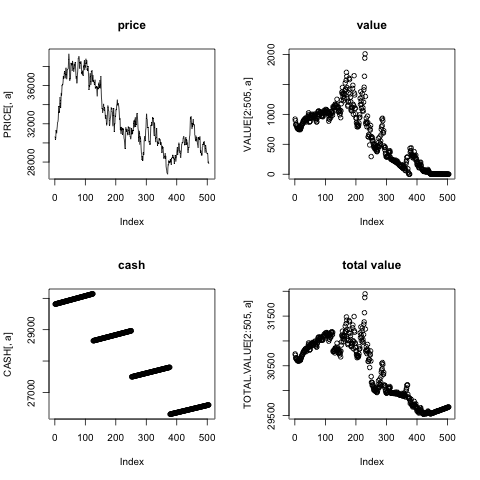 price
PRICE[, a]
28000 32000 36000
0 100 200 300 400 500
Index
value
VALUE[2:505, a]
0 500 1000 2000
0 100 200 300 400 500
Index
cash
CASH[, a]
27000 29000
0 100 200 300 400 500
Index
total value
TOTAL.VALUE[2:505, a]
29500 30500 31500
0 100 200 300 400 500
Index